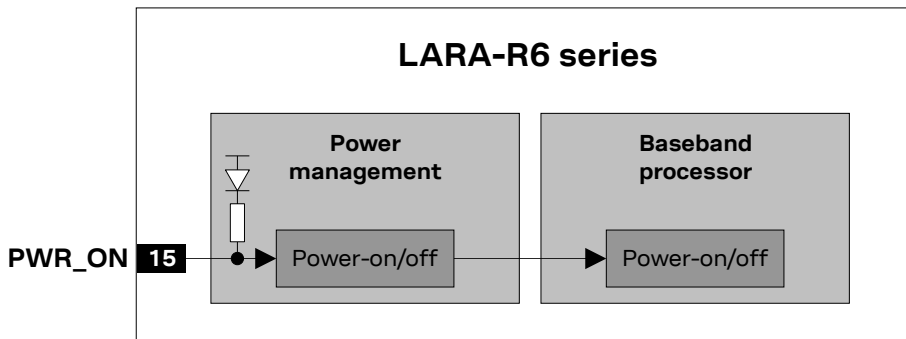 LARA-R6 series
Power
management
Baseband
processor
PWR_ON 15
Power-on/off
Power-on/off